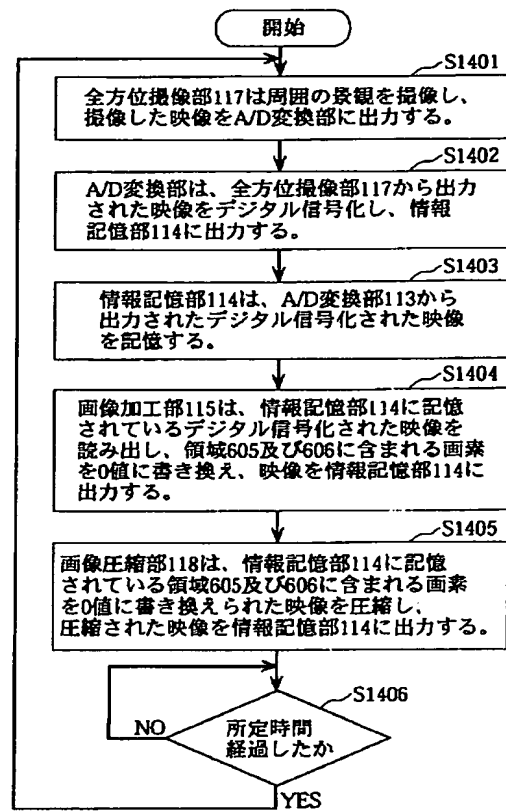 開始
S1401
全方位撮像部117は周囲の景観を撮像し、
撮像した映像をA/D変換部に出力する。
S1402
A/D変換部は、全方位撮像部117から出力
された映像をデジタル信号化し、情報
記憶部114に出力する。
S1403
情報記憶部114は、A/D変換部113から
出力されたデジタル信号化された映像
を記憶する。
S1404
画像加工部115は、情報記憶部114に記憶
されているデジタル信号化された映像を
読み出し、領域605及び606に含まれる画素
を0値に書き換え、映像を情報記憶部114に
出力する。
S1405
画像圧縮部118は、情報記憶部114に記憶
されている領域605及び606に含まれる画素
を0値に書き換えられた映像を圧縮し、
圧縮された映像を情報記憶部114に出力する。
S1406
所定時間
経過したか
NO
YES